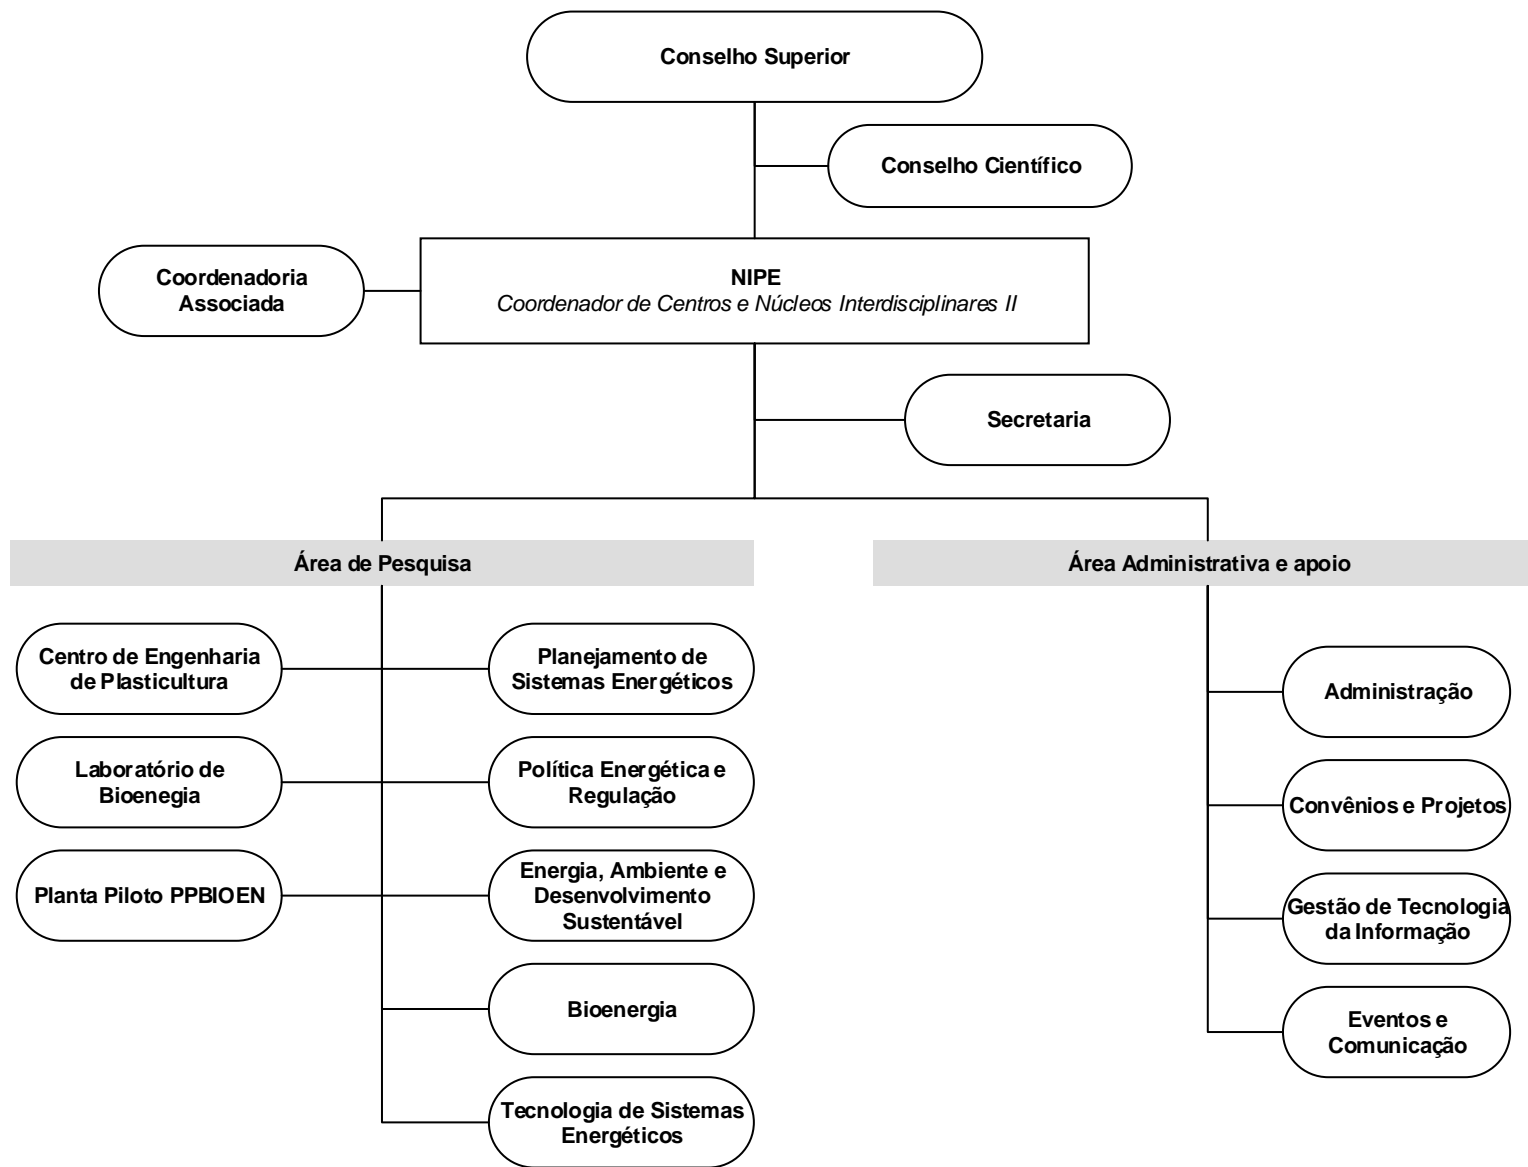 Conselho Superior
Conselho Científico
Coordenadoria
Associada
NIPE
Coordenador de Centros e Núcleos Interdisciplinares II
Secretaria
Área de Pesquisa
Área Administrativa e apoio
Centro de Engenharia
de Plasticultura
Planejamento de
Sistemas Energéticos
Administração
Laboratório de
Bioenegia
Política Energética e
Regulação
Convênios e Projetos
Planta Piloto PPBIOEN
Energia, Ambiente e
Desenvolvimento
Sustentável
Gestão de Tecnologia
da Informação
Bioenergia
Eventos e
Comunicação
Tecnologia de Sistemas
Energéticos